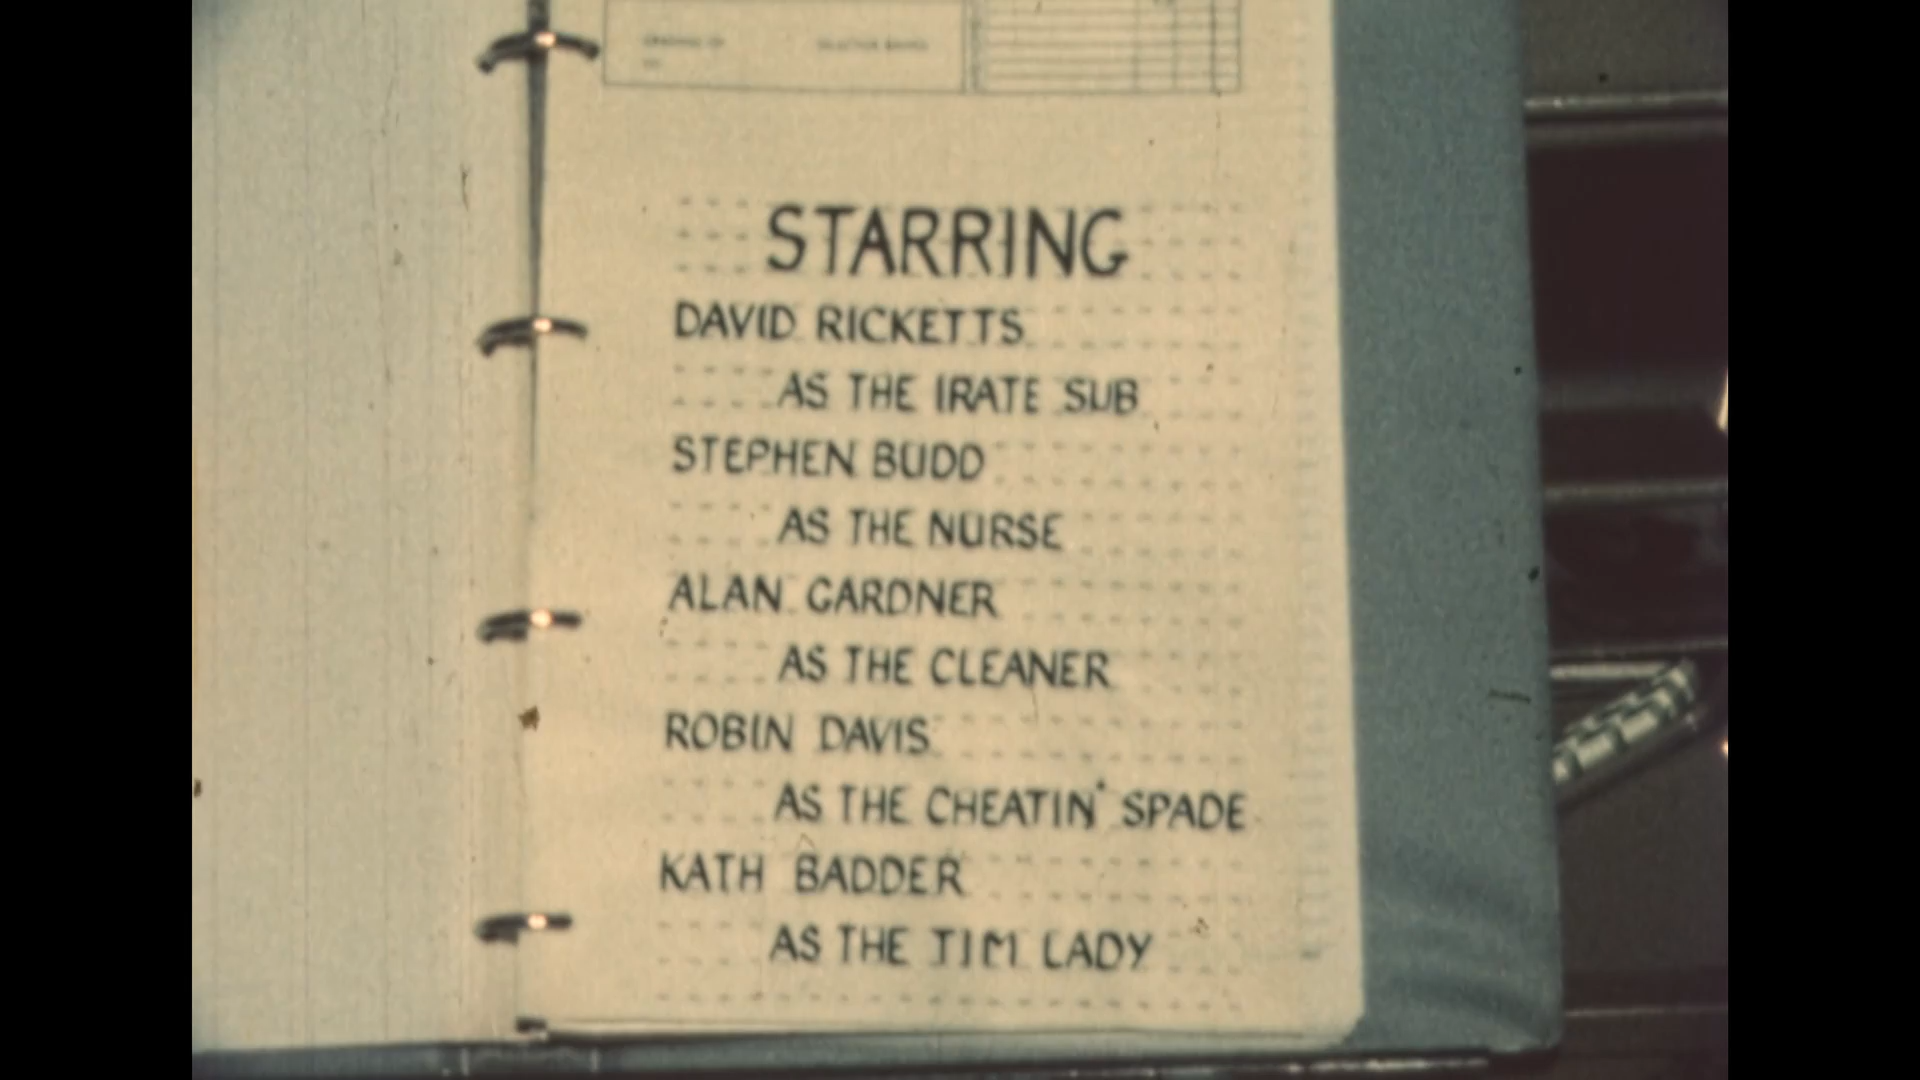 STARRING
DAVID RICKETTS
AS THE IRATE SUB
STEPHEN BUDD
AS THE NURSE
ALAN GARDNER
AS THE CLEANER
ROBIN DAVIS
AS THE CHEATIN' SPADE
KATH BADDER
AS THE TIM LADY